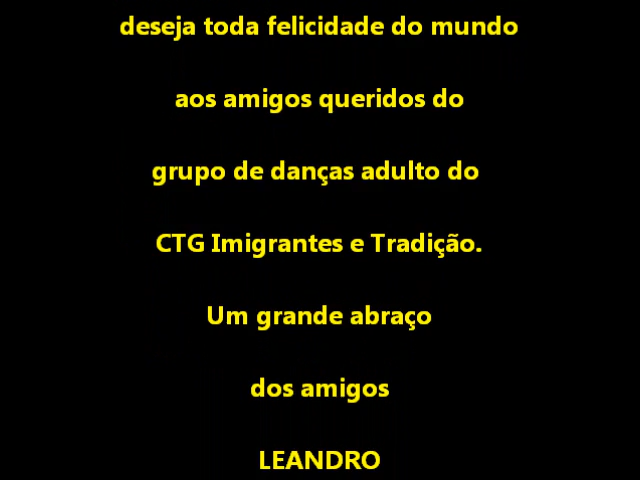 deseja toda felicidade do mundo
aos amigos queridos do
grupo de danças adulto do
CTG Imigrantes e Tradição.
Um grande abraço
dos amigos
LEANDRO